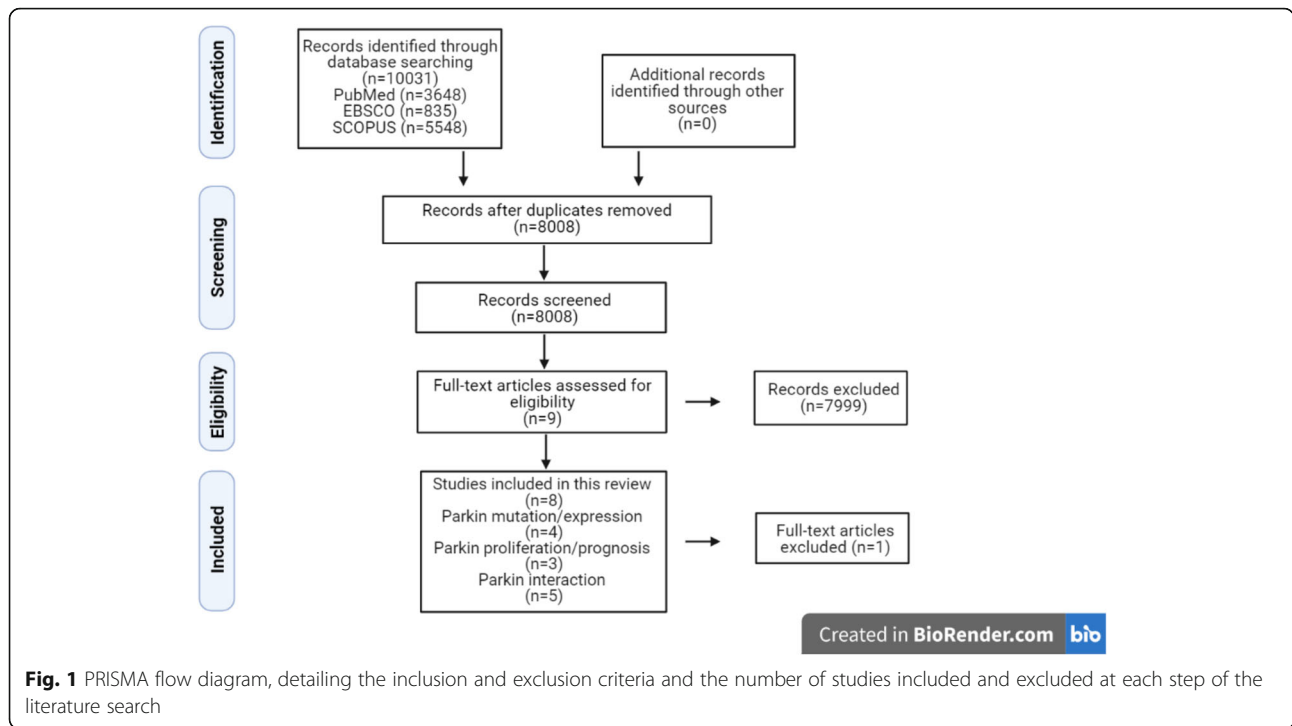 Identification
Records identified through
database searching
(n=10031)
PubMed (n=3648)
EBSCO (n=835)
SCOPUS (n=5548)
Additional records
identified through other
sources
(n=0)
Screening
Records after duplicates removed
(n=8008)
Records screened
(n=8008)
Eligibility
Full-text articles assessed for
eligibility
(n=9)
Records excluded
(n=7999)
Included
Studies included in this review
(n=8)
Parkin mutation/expression
(n=4)
Parkin proliferation/prognosis
(n=3)
Parkin interaction
(n=5)
Full-text articles
excluded (n=1)
Created in BioRender.com bio
Fig. 1 PRISMA flow diagram, detailing the inclusion and exclusion criteria and the number of studies included and excluded at each step of the
literature search